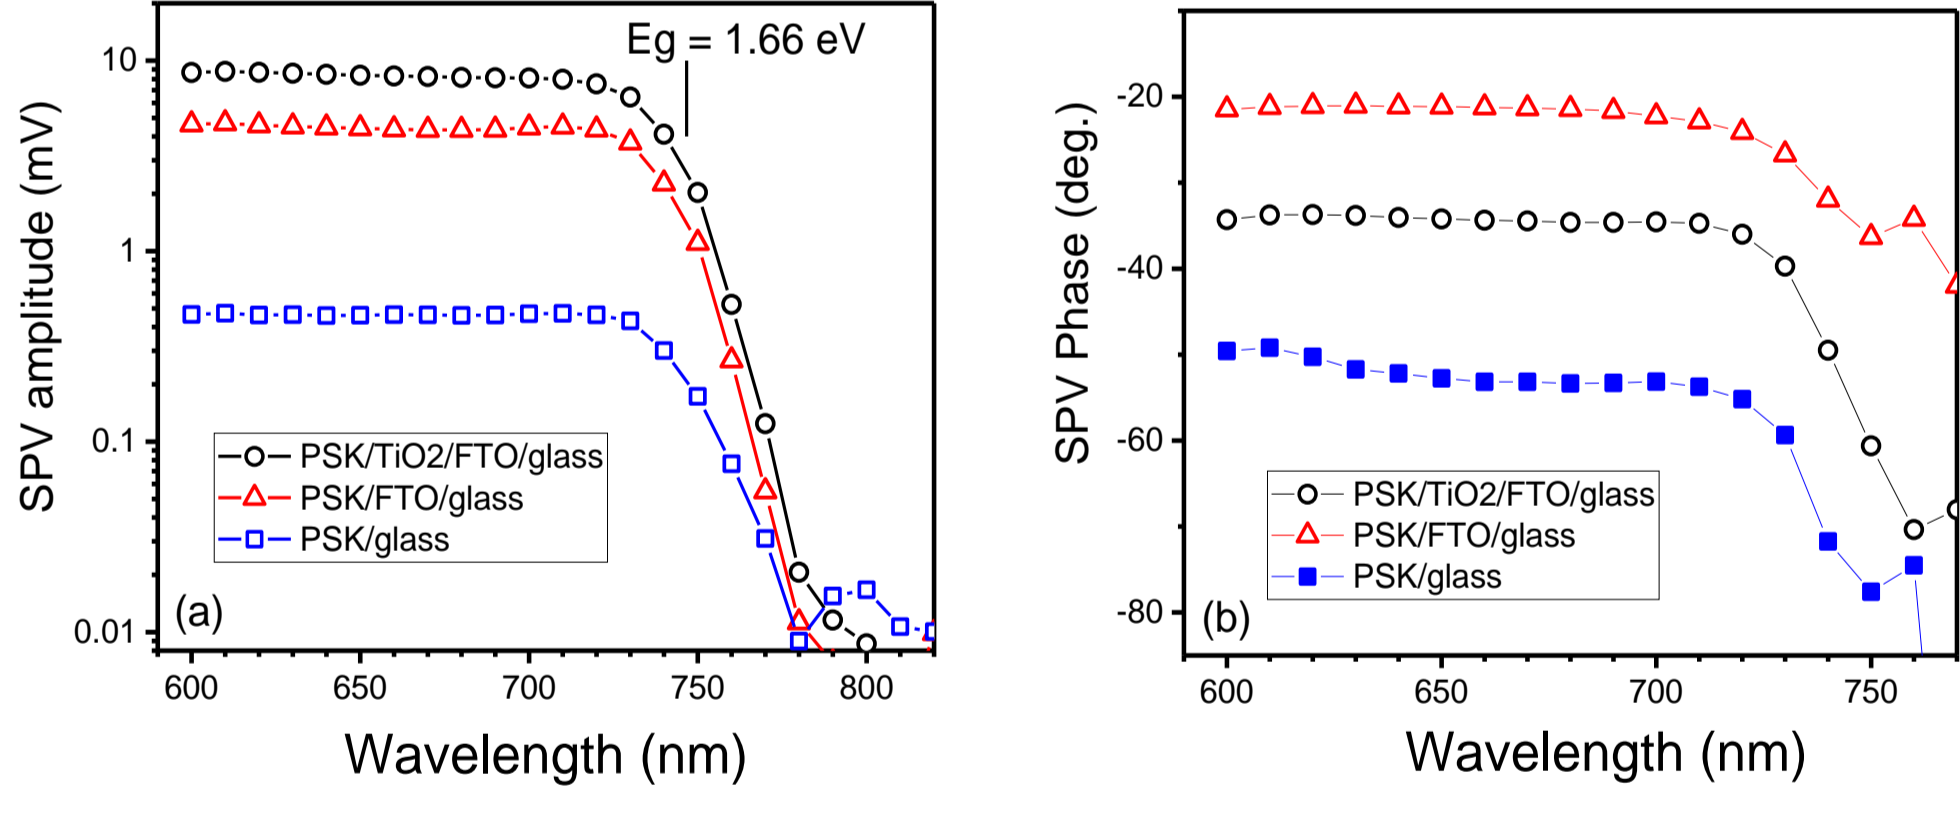 Eg = 1.66 eV
SPV amplitude (mV)
10
1
0.1
0.01
PSK/TiO2/FTO/glass
PSK/FTO/glass
PSK/glass
(a)
600 650 700 750 800
Wavelength (nm)
SPV Phase (deg.)
-20
-40
-60
-80
PSK/TiO2/FTO/glass
PSK/FTO/glass
PSK/glass
(b)
600 650 700 750
Wavelength (nm)